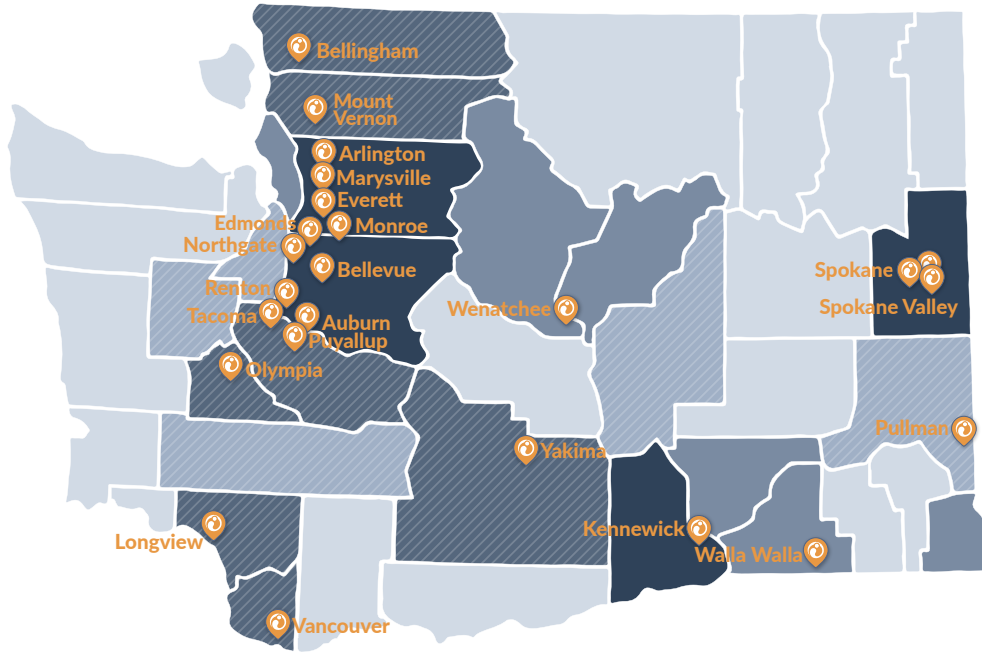 Bellingham
Mount
Vernon
Arlington
Marysville
Everett
Edmonds
Monroe
Northgate
Bellevue
Spokane
Renton
Wenatchee
Spokane Valley
Tacoma
Auburn
Puyallup
Olympia
Pullman
Yakima
Kennewick
Longview
Walla Walla
Vancouver